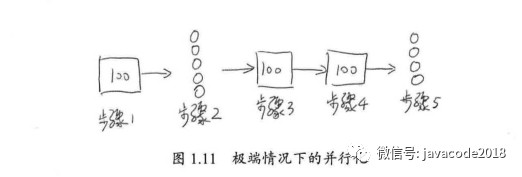 100 100 100
步骤1 步骤2 步骤3 步骤4 步骤5
图 1.11 极端情况下的并行化
微信号: javacode2018